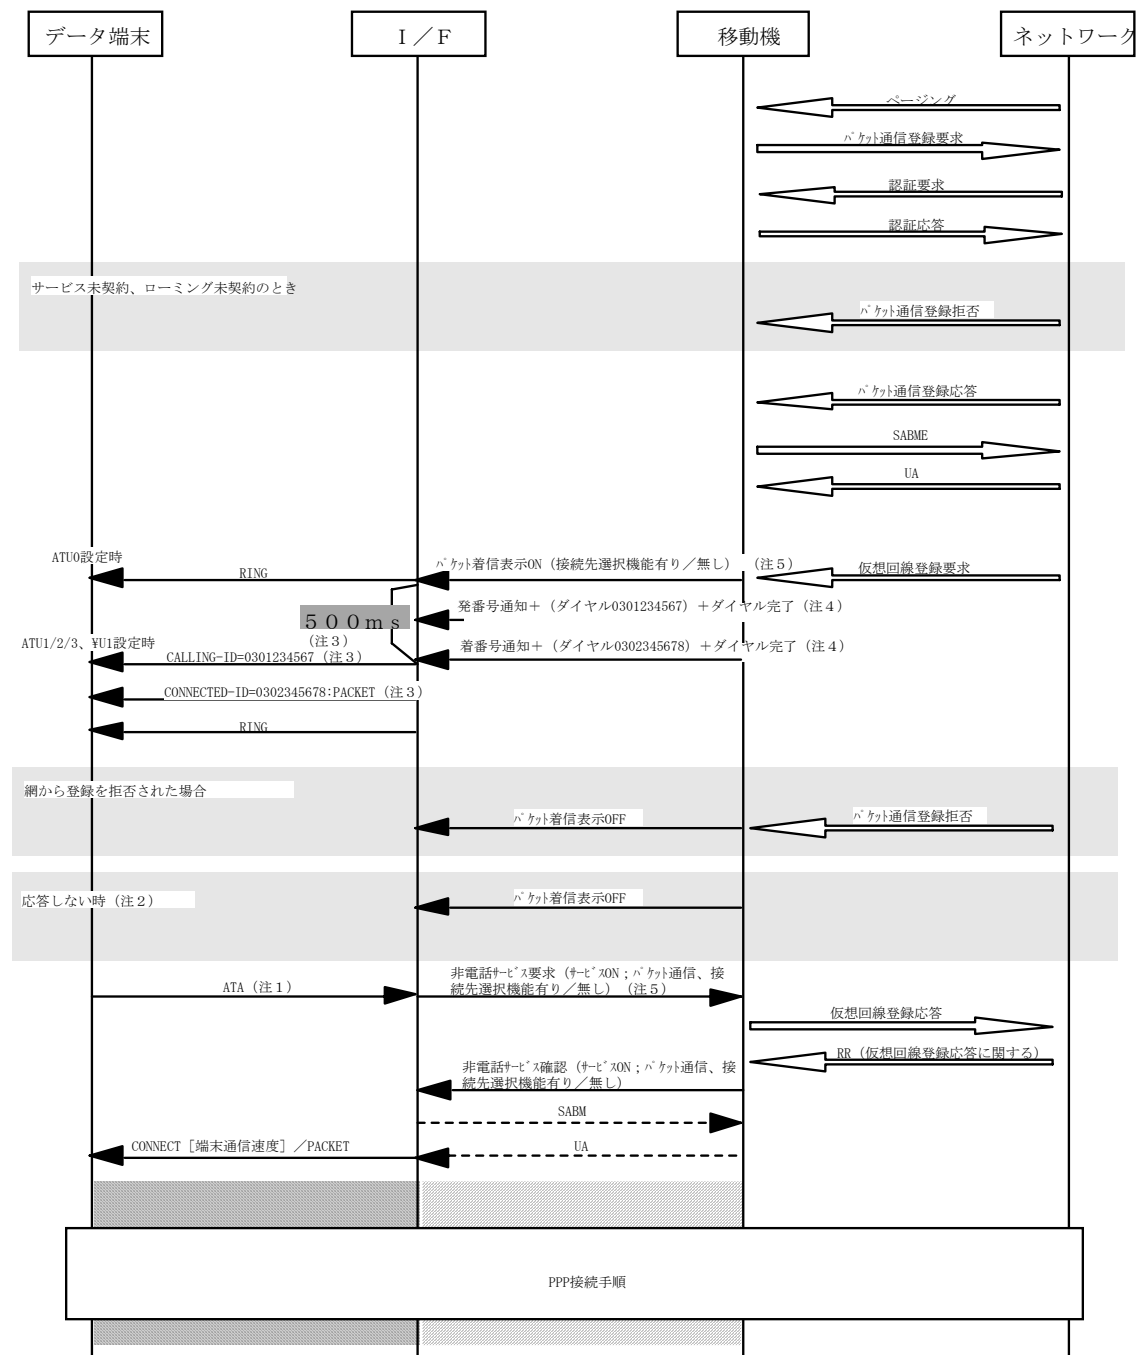 データ端末
Ｉ／Ｆ
移動機
ネットワーク
ページング
ﾊﾟｹｯﾄ通信登録要求
認証要求
認証応答
サービス未契約、ローミング未契約のとき
ﾊﾟｹｯﾄ通信登録拒否
ﾊﾟｹｯﾄ通信登録応答
SABME
UA
ATU0設定時
RING
ﾊﾟｹｯﾄ着信表示ON（接続先選択機能有り／無し）　（注５）
仮想回線登録要求
５００ｍｓ
（注３）
発番号通知＋（ダイヤル0301234567）＋ダイヤル完了（注４）
ATU1/2/3、¥U1設定時
CALLING-ID=0301234567（注３）
着番号通知＋（ダイヤル0302345678）＋ダイヤル完了（注４）
CONNECTED-ID=0302345678:PACKET（注３）
RING
網から登録を拒否された場合
ﾊﾟｹｯﾄ着信表示OFF
ﾊﾟｹｯﾄ通信登録拒否
応答しない時（注２）
ﾊﾟｹｯﾄ着信表示OFF
ATA（注１）
非電話ｻｰﾋﾞｽ要求（ｻｰﾋﾞｽON；ﾊﾟｹｯﾄ通信、接
続先選択機能有り／無し）（注５）
仮想回線登録応答
RR（仮想回線登録応答に関する）
非電話ｻｰﾋﾞｽ確認（ｻｰﾋﾞｽON；ﾊﾟｹｯﾄ通信、接
続先選択機能有り／無し）
SABM
CONNECT［端末通信速度］／PACKET
UA
PPP接続手順